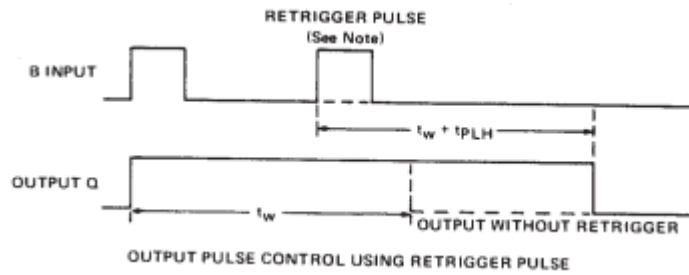 RETRIGGER PULSE
(See Note)
B INPUT
tw + tPLH
OUTPUT Q
tw
OUTPUT WITHOUT RETRIGGER
OUTPUT PULSE CONTROL USING RETRIGGER PULSE